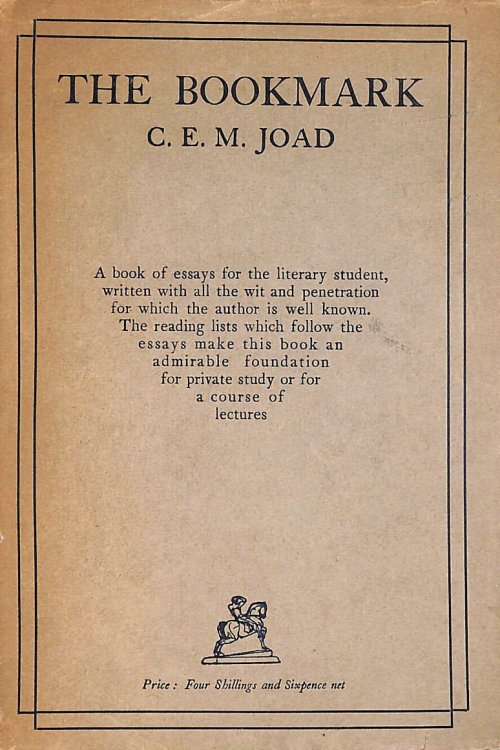 THE BOOKMARK
C. E. M. JOAD
A book of essays for the literary student,
written with all the wit and penetration
for which the author is well known.
The reading lists which follow the
essays make this book an
admirable foundation
for private study or for
a course of
lectures
Price : Four Shillings and Sixpence net